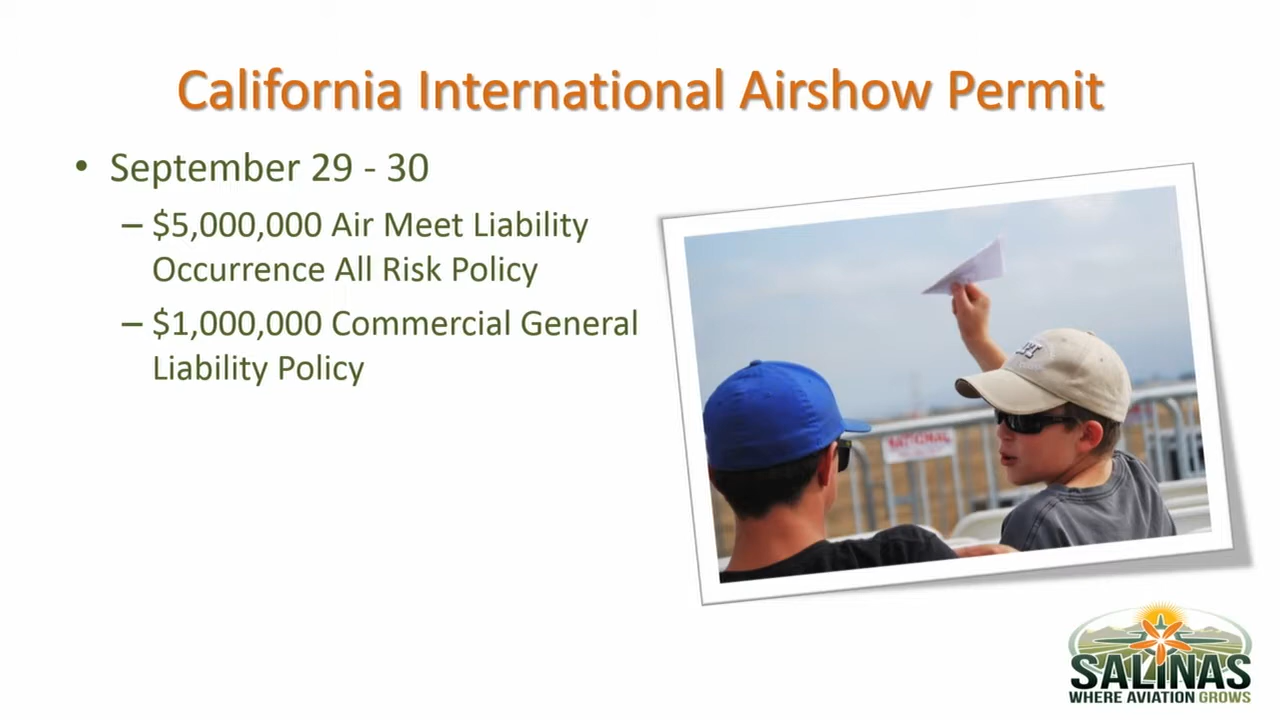 California International Airshow Permit
• September 29 - 30
– $5,000,000 Air Meet Liability
Occurrence All Risk Policy
– $1,000,000 Commercial General
Liability Policy
NATIONAL
SALINAS
WHERE AVIATION GROWS